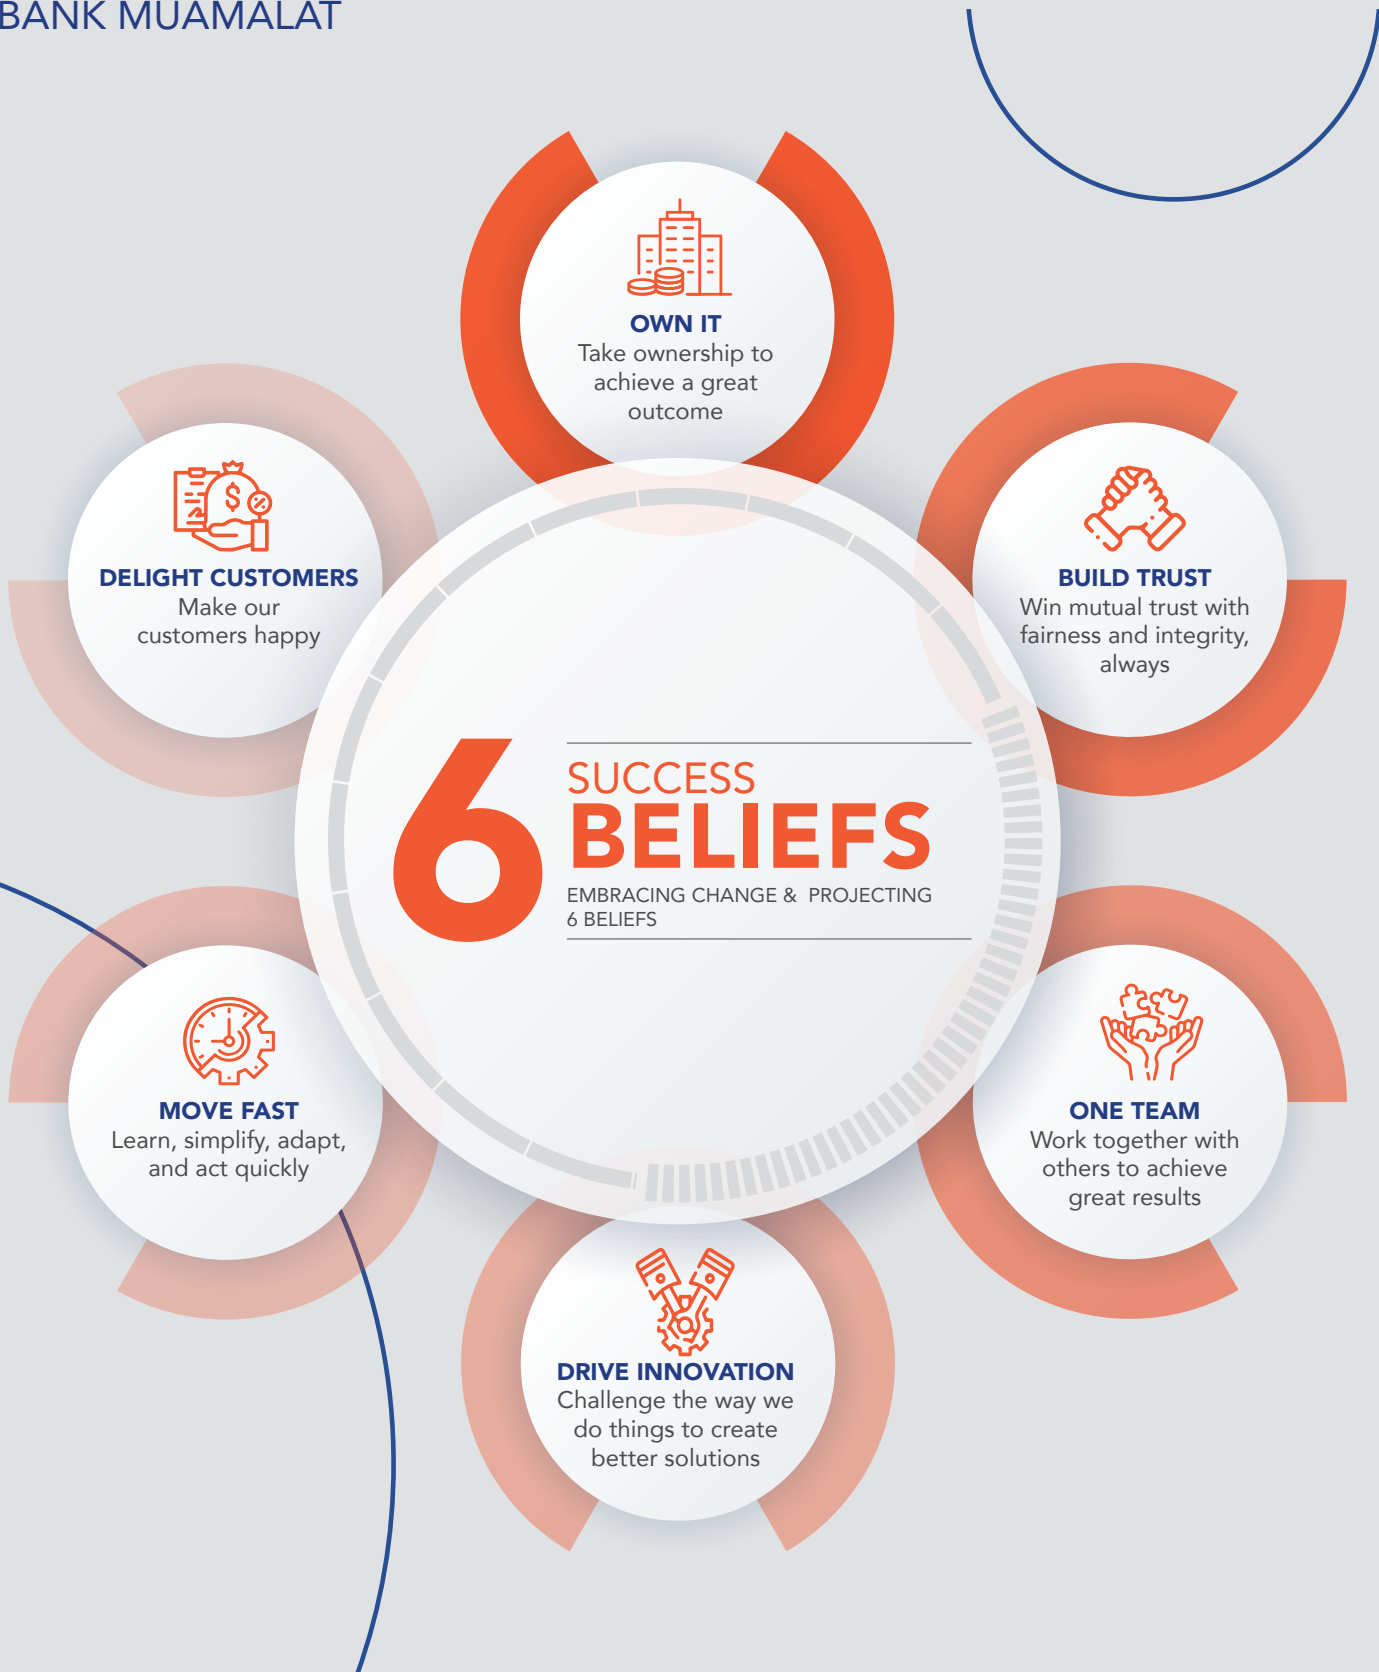 BANK MUAMALAT
OWN IT
Take ownership to
achieve a great
outcome
DELIGHT CUSTOMERS
Make our
customers happy
BUILD TRUST
Win mutual trust with
fairness and integrity,
always
6
SUCCESS
BELIEFS
EMBRACING CHANGE & PROJECTING
6 BELIEFS
MOVE FAST
Learn, simplify, adapt,
and act quickly
ONE TEAM
Work together with
others to achieve
great results
DRIVE INNOVATION
Challenge the way we
do things to create
better solutions